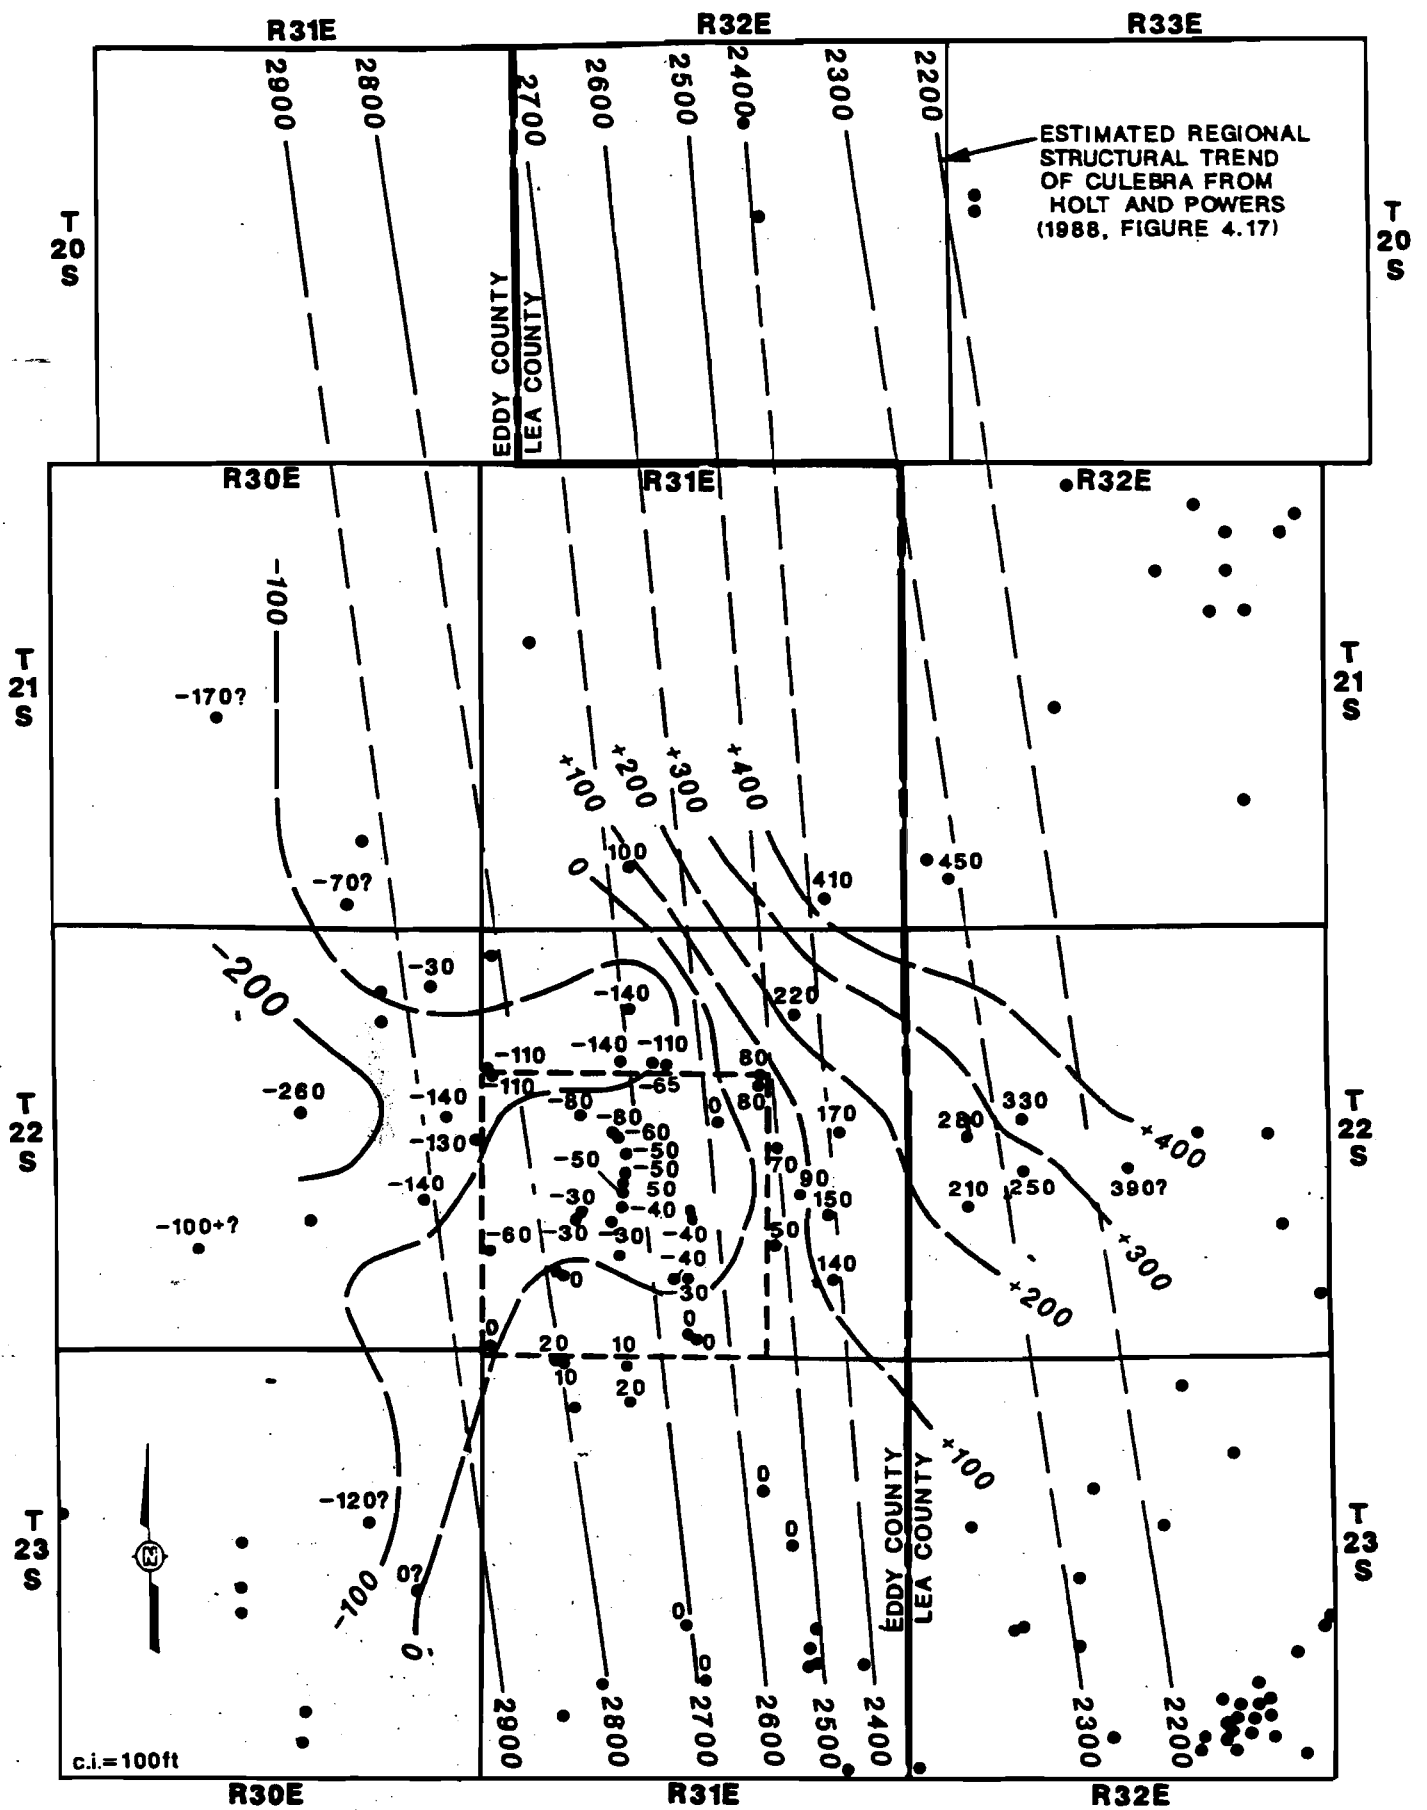 R31E
R32E
R33E
2900
2800
2700
2600
2500
2400
2300
2200
ESTIMATED REGIONAL
STRUCTURAL TREND
OF CULEBRA FROM
HOLT AND POWERS
(1988, FIGURE 4.17)
T
20
S
T
20
S
EDDY COUNTY
LEA COUNTY
R30E
R31E
R32E
-100
T
21
S
T
21
S
-170?
+100
+200
+300
+400
0
100
-70?
410
450
-200
-30
-140
220
-140
-110
-110
-110
-65
80
80
-260
-140
-130
-140
-100+?
T
22
S
T
22
S
-80
-80
-60
-50
-50
-50
50
0
-30
-40
-30
-30
-40
-60
-40
-30
0
70
90
150
50
140
170
280
330
210
250
390?
+400
+300
+200
0
0
0
20
10
10
20
+100
0
0
-120?
0?
-100
0
0
0
T
23
S
T
23
S
EDDY COUNTY
LEA COUNTY
N
2900
2800
2700
2600
2500
2400
2300
2200
c.i.=100ft
R30E
R31E
R32E